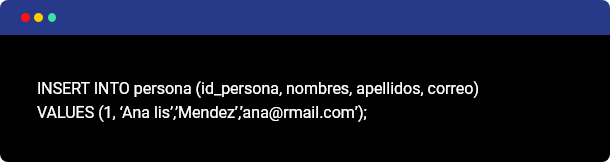 INSERT INTO persona (id_persona, nombres, apellidos, correo)
VALUES (1, ‘Ana lis’,’Mendez’,’ana@rmail.com’);